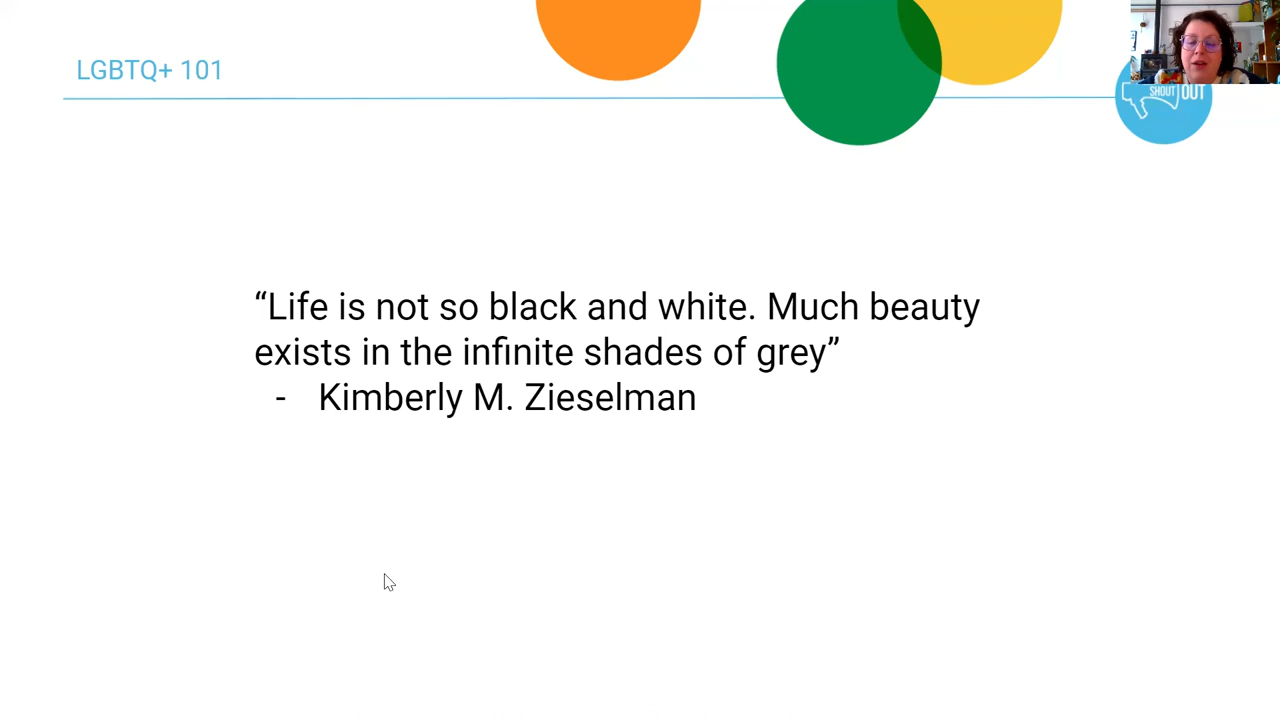 LGBTQ+ 101
SHOUT OUT
“Life is not so black and white. Much beauty
exists in the infinite shades of grey”
- Kimberly M. Zieselman